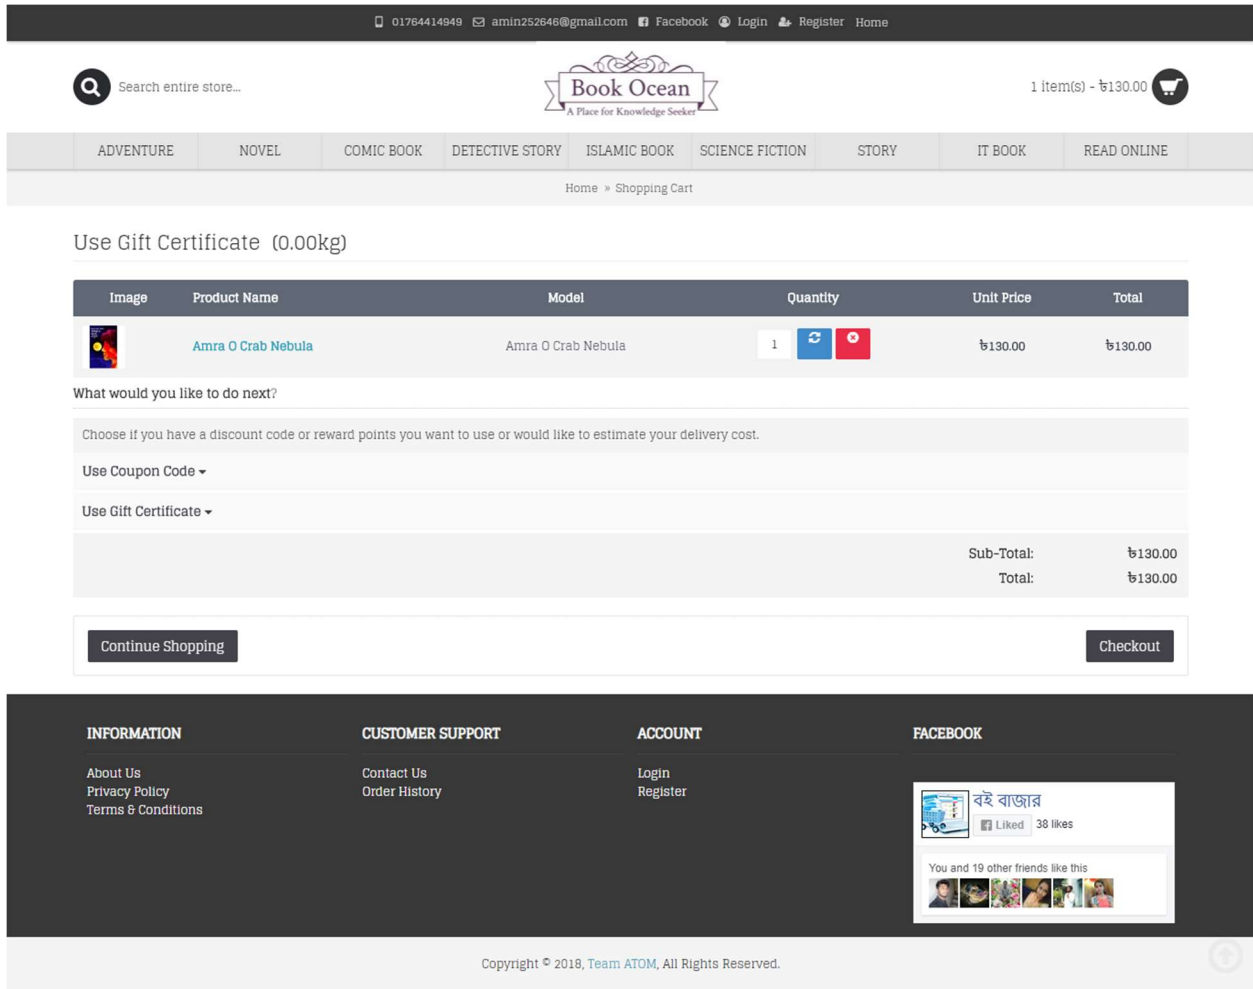 01764414949 amin252646@gmail.com Facebook Login Register Home
Search entire store...
Book Ocean
A Place for Knowledge Seeker
1 item(s) - ৳130.00
ADVENTURE NOVEL COMIC BOOK DETECTIVE STORY ISLAMIC BOOK SCIENCE FICTION STORY IT BOOK READ ONLINE
Home » Shopping Cart
Use Gift Certificate (0.00kg)
Image Product Name Model Quantity Unit Price Total
Amra O Crab Nebula Amra O Crab Nebula 1 ৳130.00 ৳130.00
What would you like to do next?
Choose if you have a discount code or reward points you want to use or would like to estimate your delivery cost.
Use Coupon Code
Use Gift Certificate
Sub-Total: ৳130.00
Total: ৳130.00
Continue Shopping Checkout
INFORMATION CUSTOMER SUPPORT ACCOUNT FACEBOOK
About Us Contact Us Login
Privacy Policy Order History Register
Terms & Conditions
বই বাজার
Liked 38 likes
You and 19 other friends like this
Copyright © 2018, Team ATOM, All Rights Reserved.